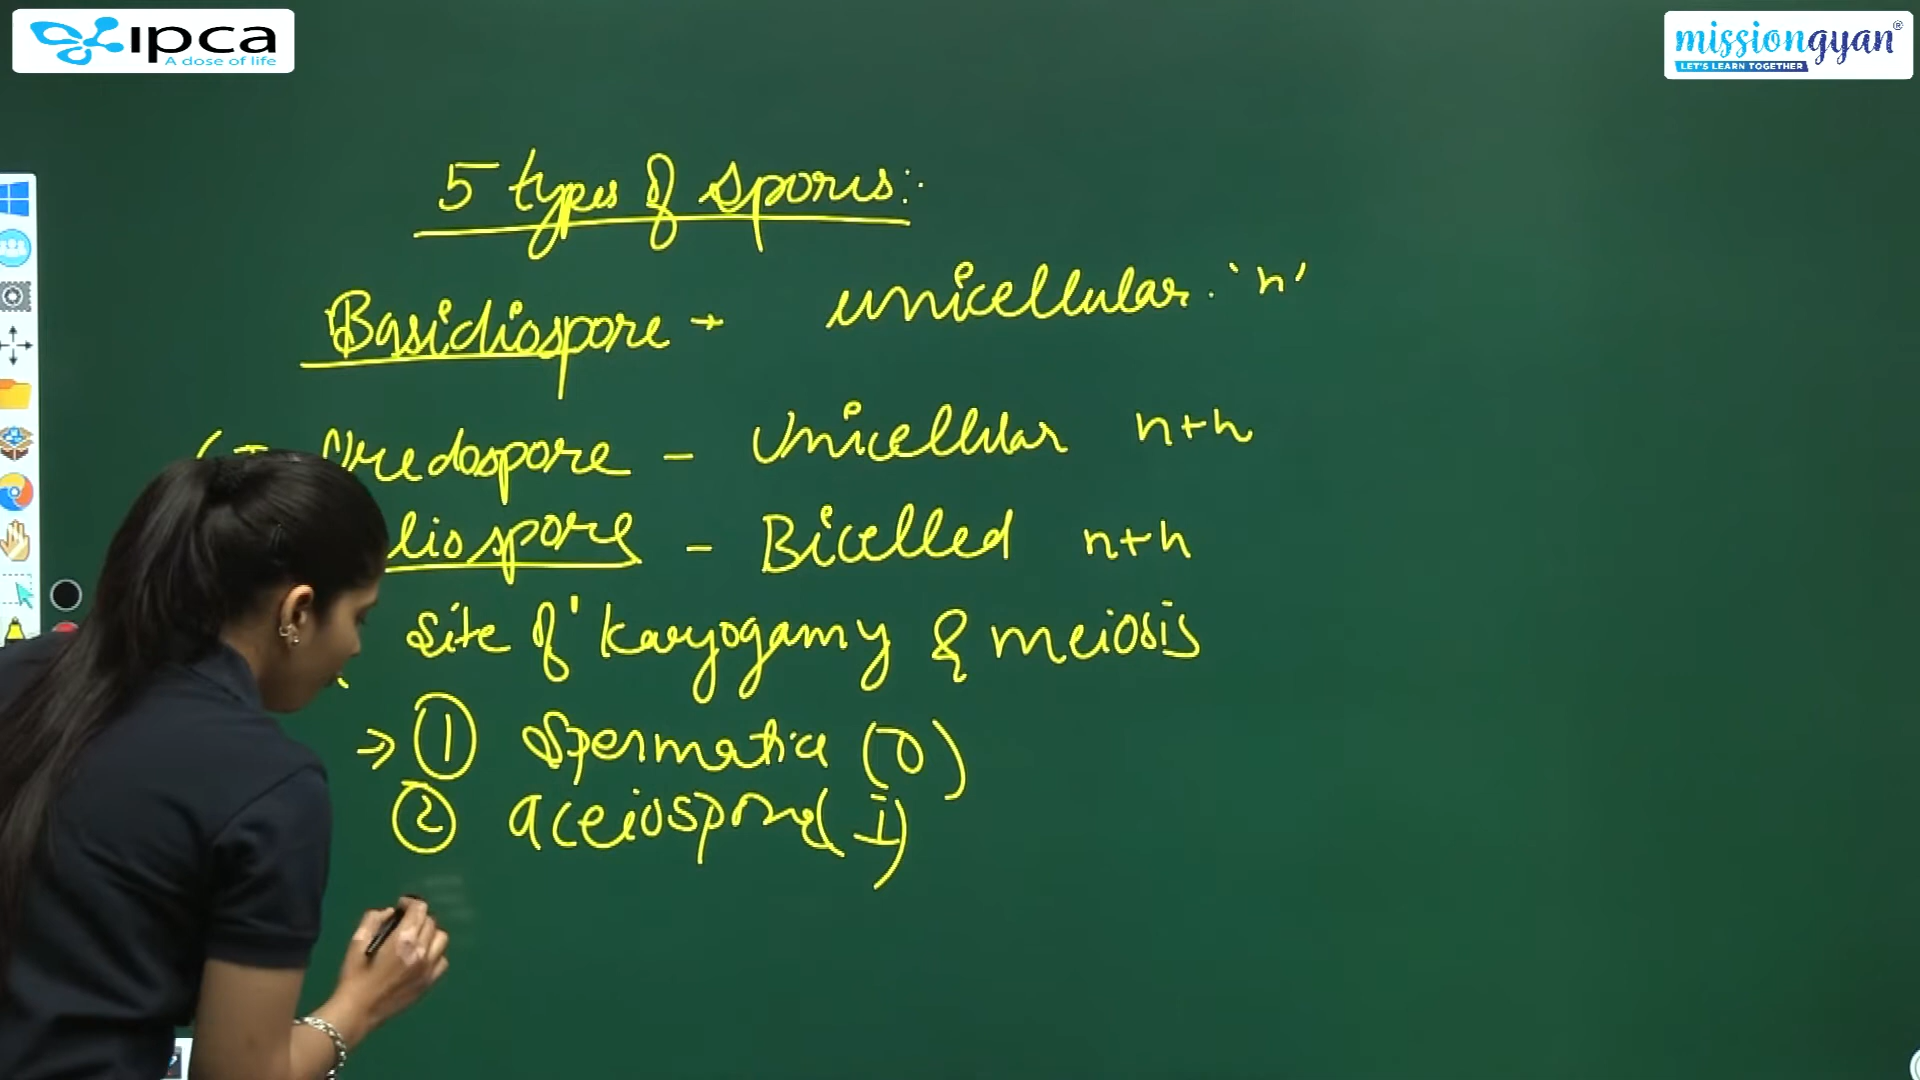 ipca
A dose of life
missiongyan®
LET'S LEARN TOGETHER
5 types of spores:-
Basidiospore → unicellular. 'n'
Uredospore - Unicellular n+n
liospore - Bicelled n+n
Site of karyogamy & meiosis
⇒ ① Spermatia (0)
② aceiospore (I)